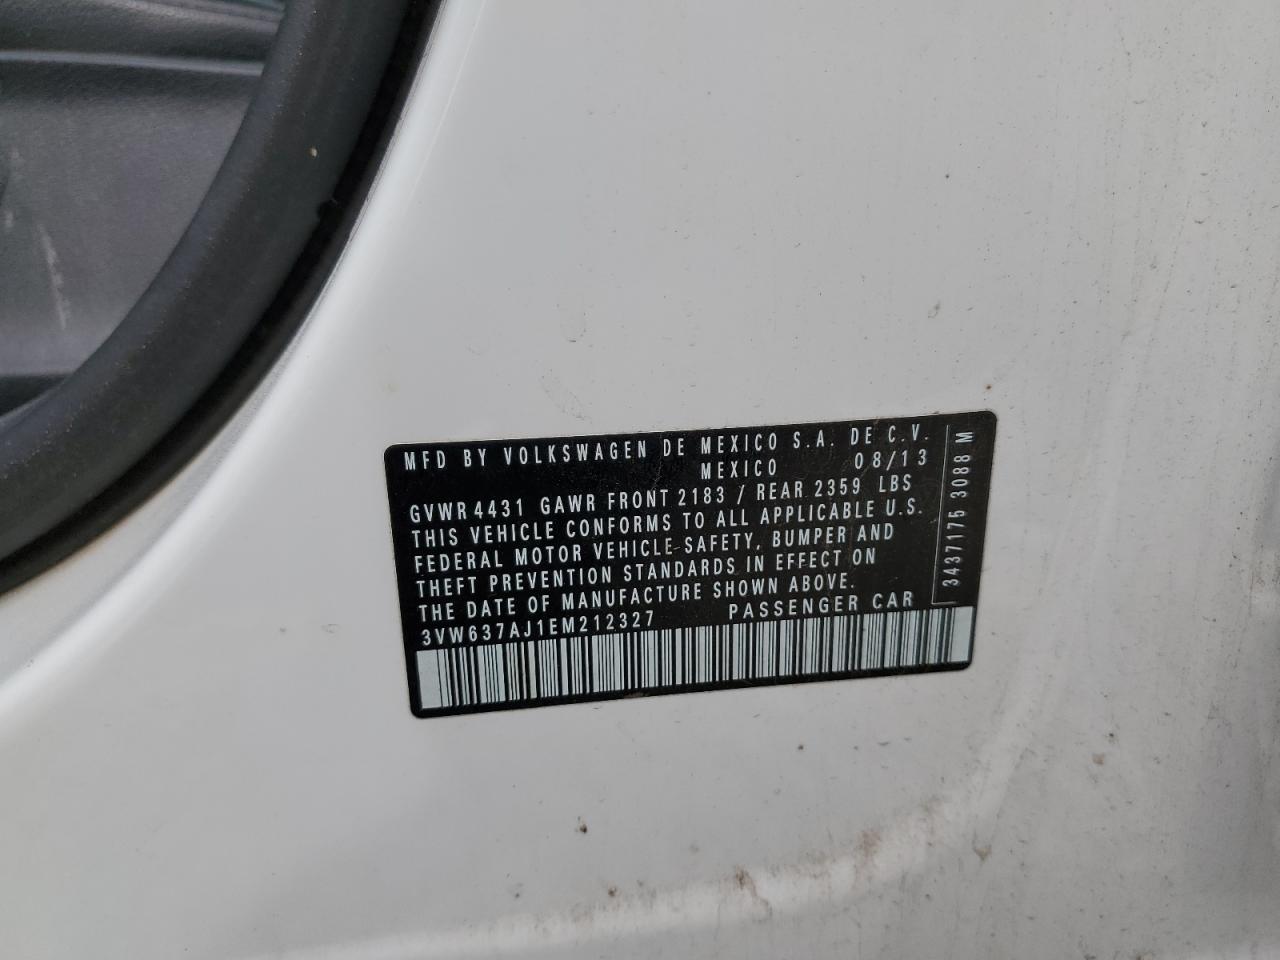 MFD BY VOLKSWAGEN DE MEXICO S.A. DE C.V.
MEXICO 08/13
GVWR 4431 GAWR FRONT 2183 / REAR 2359 LBS
THIS VEHICLE CONFORMS TO ALL APPLICABLE U.S.
FEDERAL MOTOR VEHICLE SAFETY, BUMPER AND
THEFT PREVENTION STANDARDS IN EFFECT ON
THE DATE OF MANUFACTURE SHOWN ABOVE.
3VW637AJ1EM212327 PASSENGER CAR
3437175 3088 M